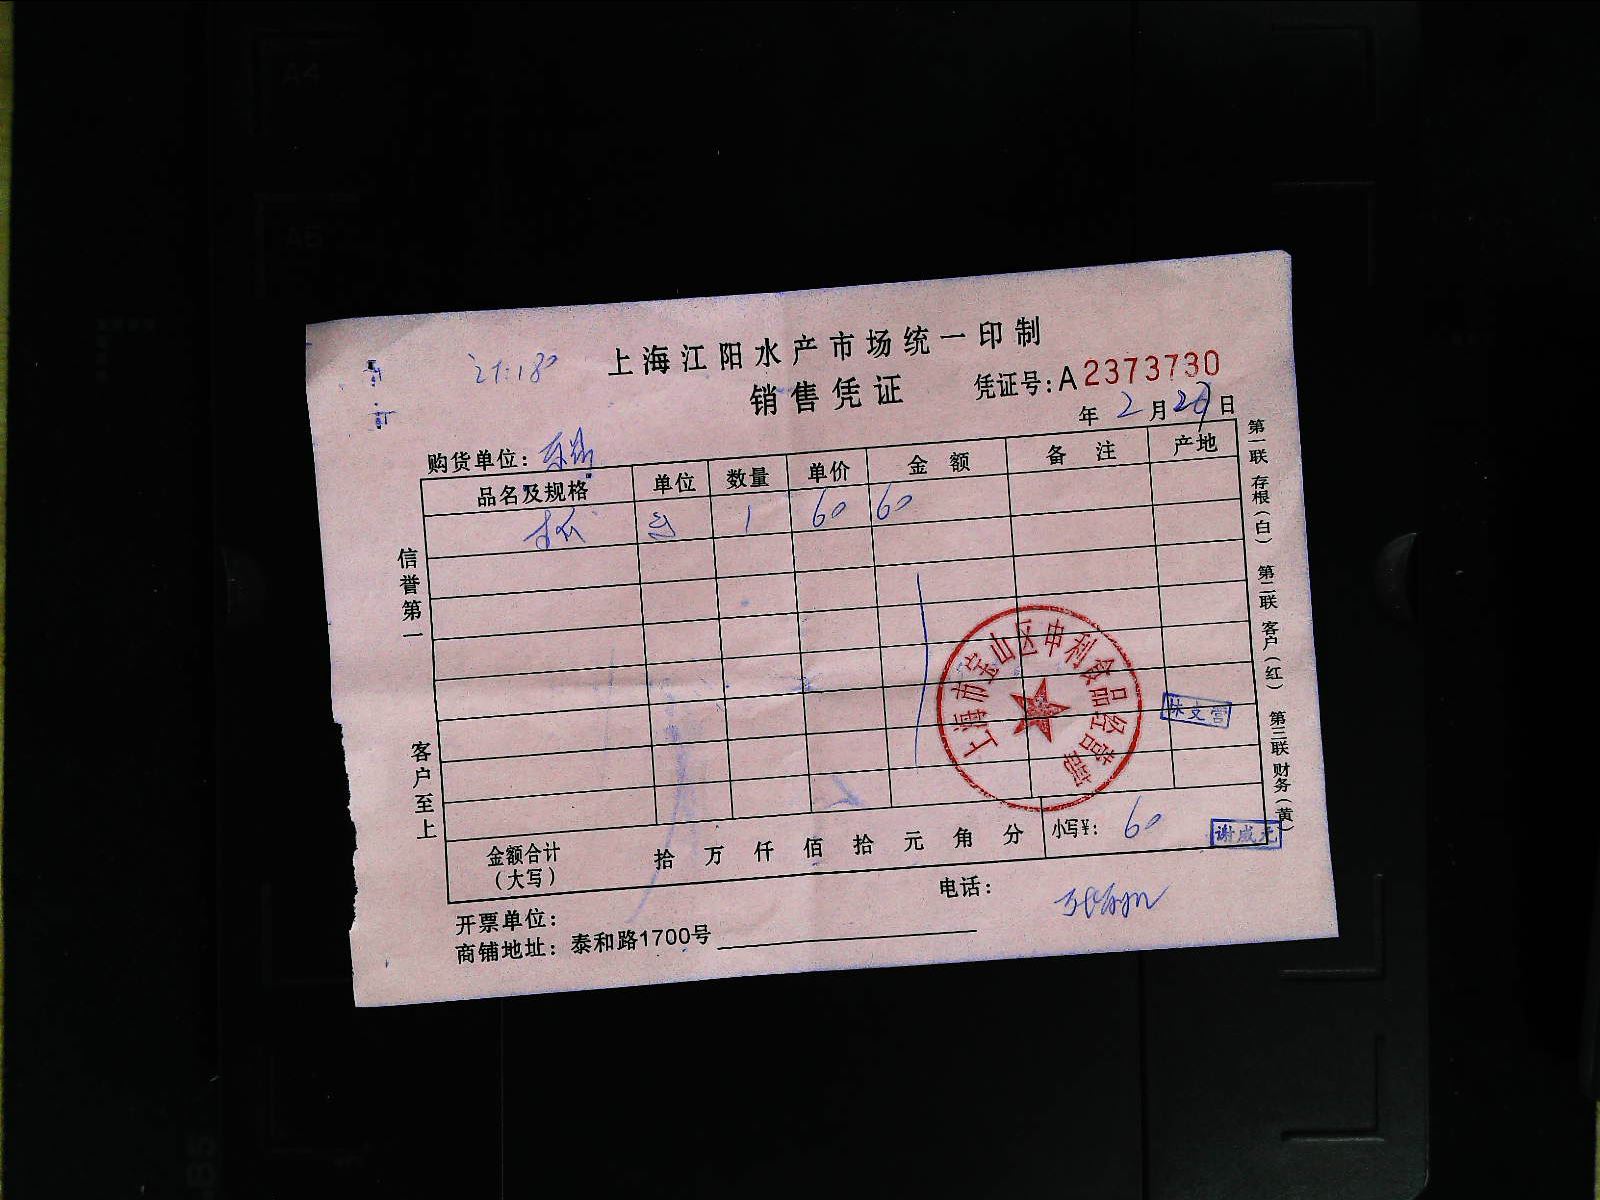 上海江阳水产市场统一印制
销售凭证
凭证号:A 2373730
年 2 月 日
购货单位:
品名及规格 单位 数量 单价 金额 备注 产地
1 60 60
信誉第一
客户至上
第一联 存根(白) 第二联 客户(红) 第三联 财务(黄)
上海市宝山区申利食品经营部
金额合计(大写) 拾 万 仟 佰 拾 元 角 分 小写¥: 60
谢成元
开票单位: 电话:
商铺地址: 泰和路1700号